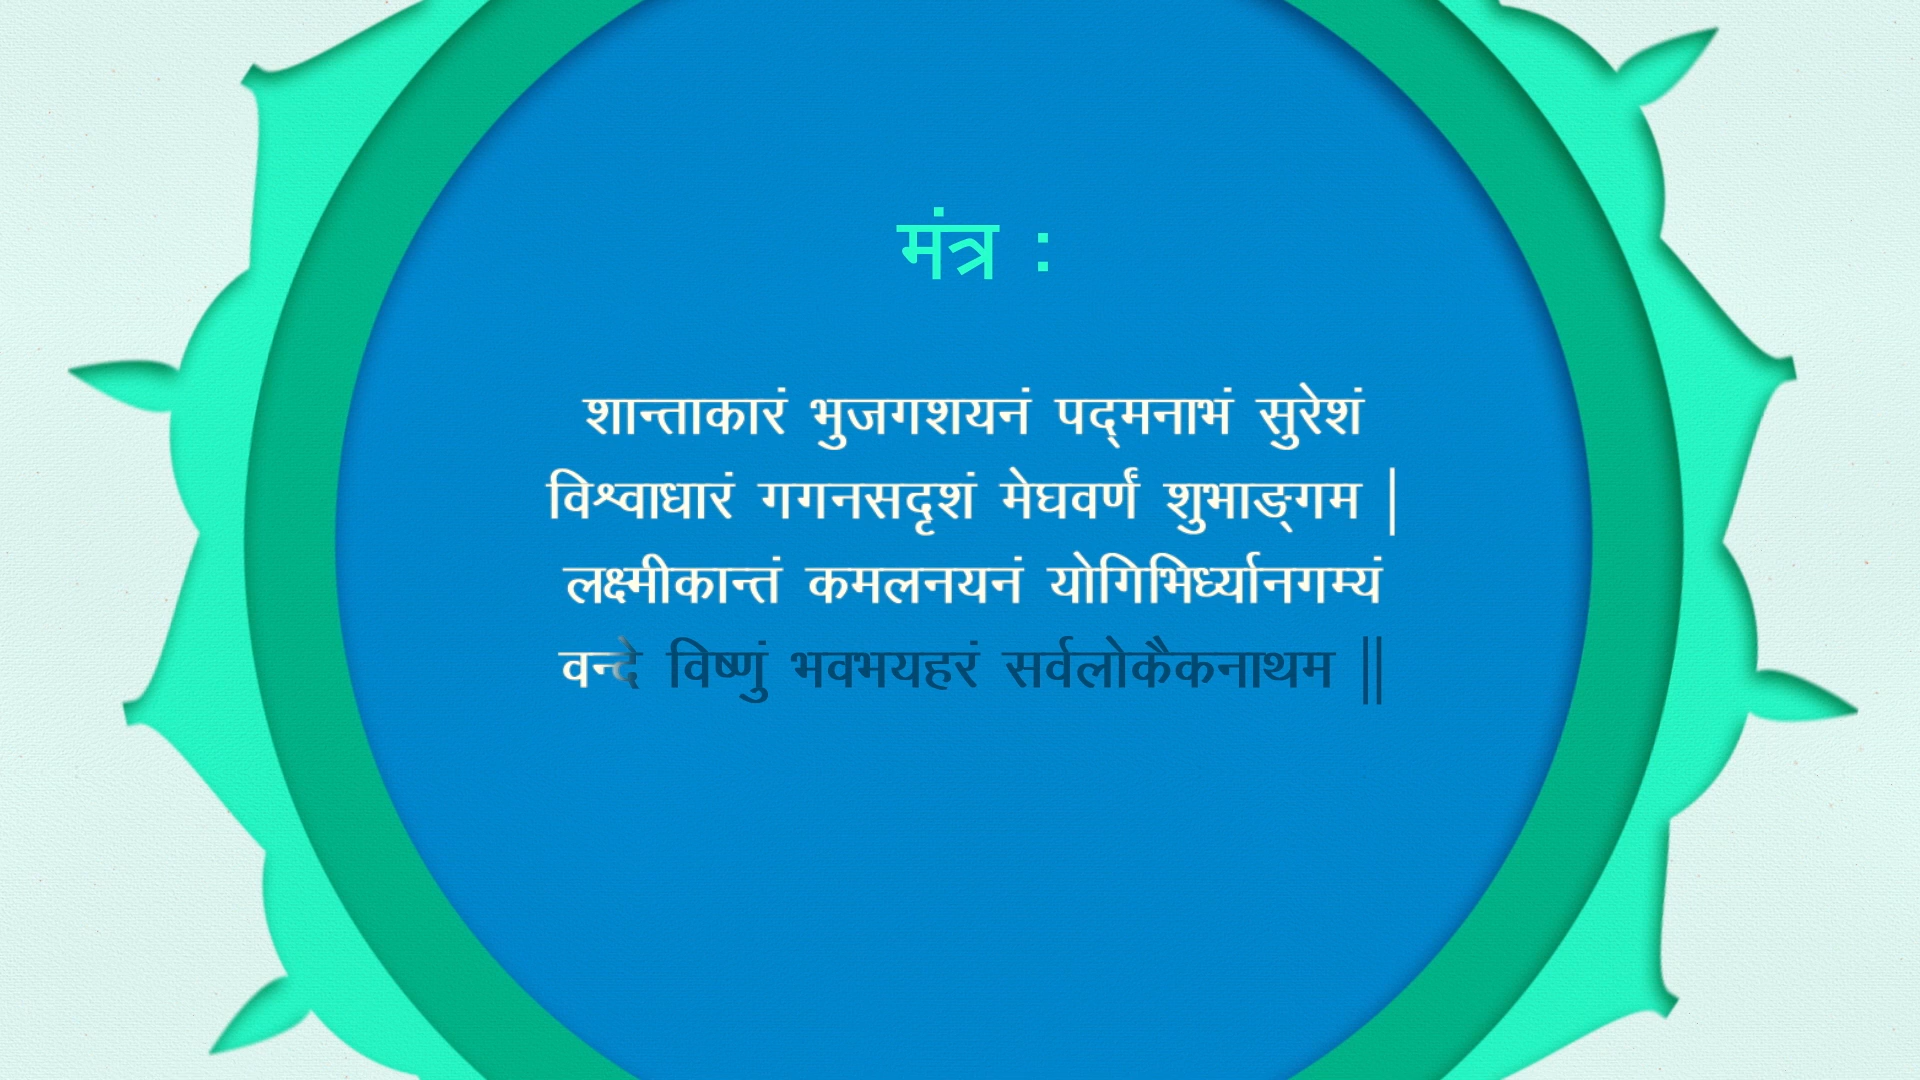 मंत्र :
शान्ताकारं भुजगशयनं पद्मनाभं सुरेशं
विश्वाधारं गगनसदृशं मेघवर्णं शुभाङ्गम |
लक्ष्मीकान्तं कमलनयनं योगिभिर्ध्यानगम्यं
वन्दे विष्णुं भवभयहरं सर्वलोकैकनाथम ||